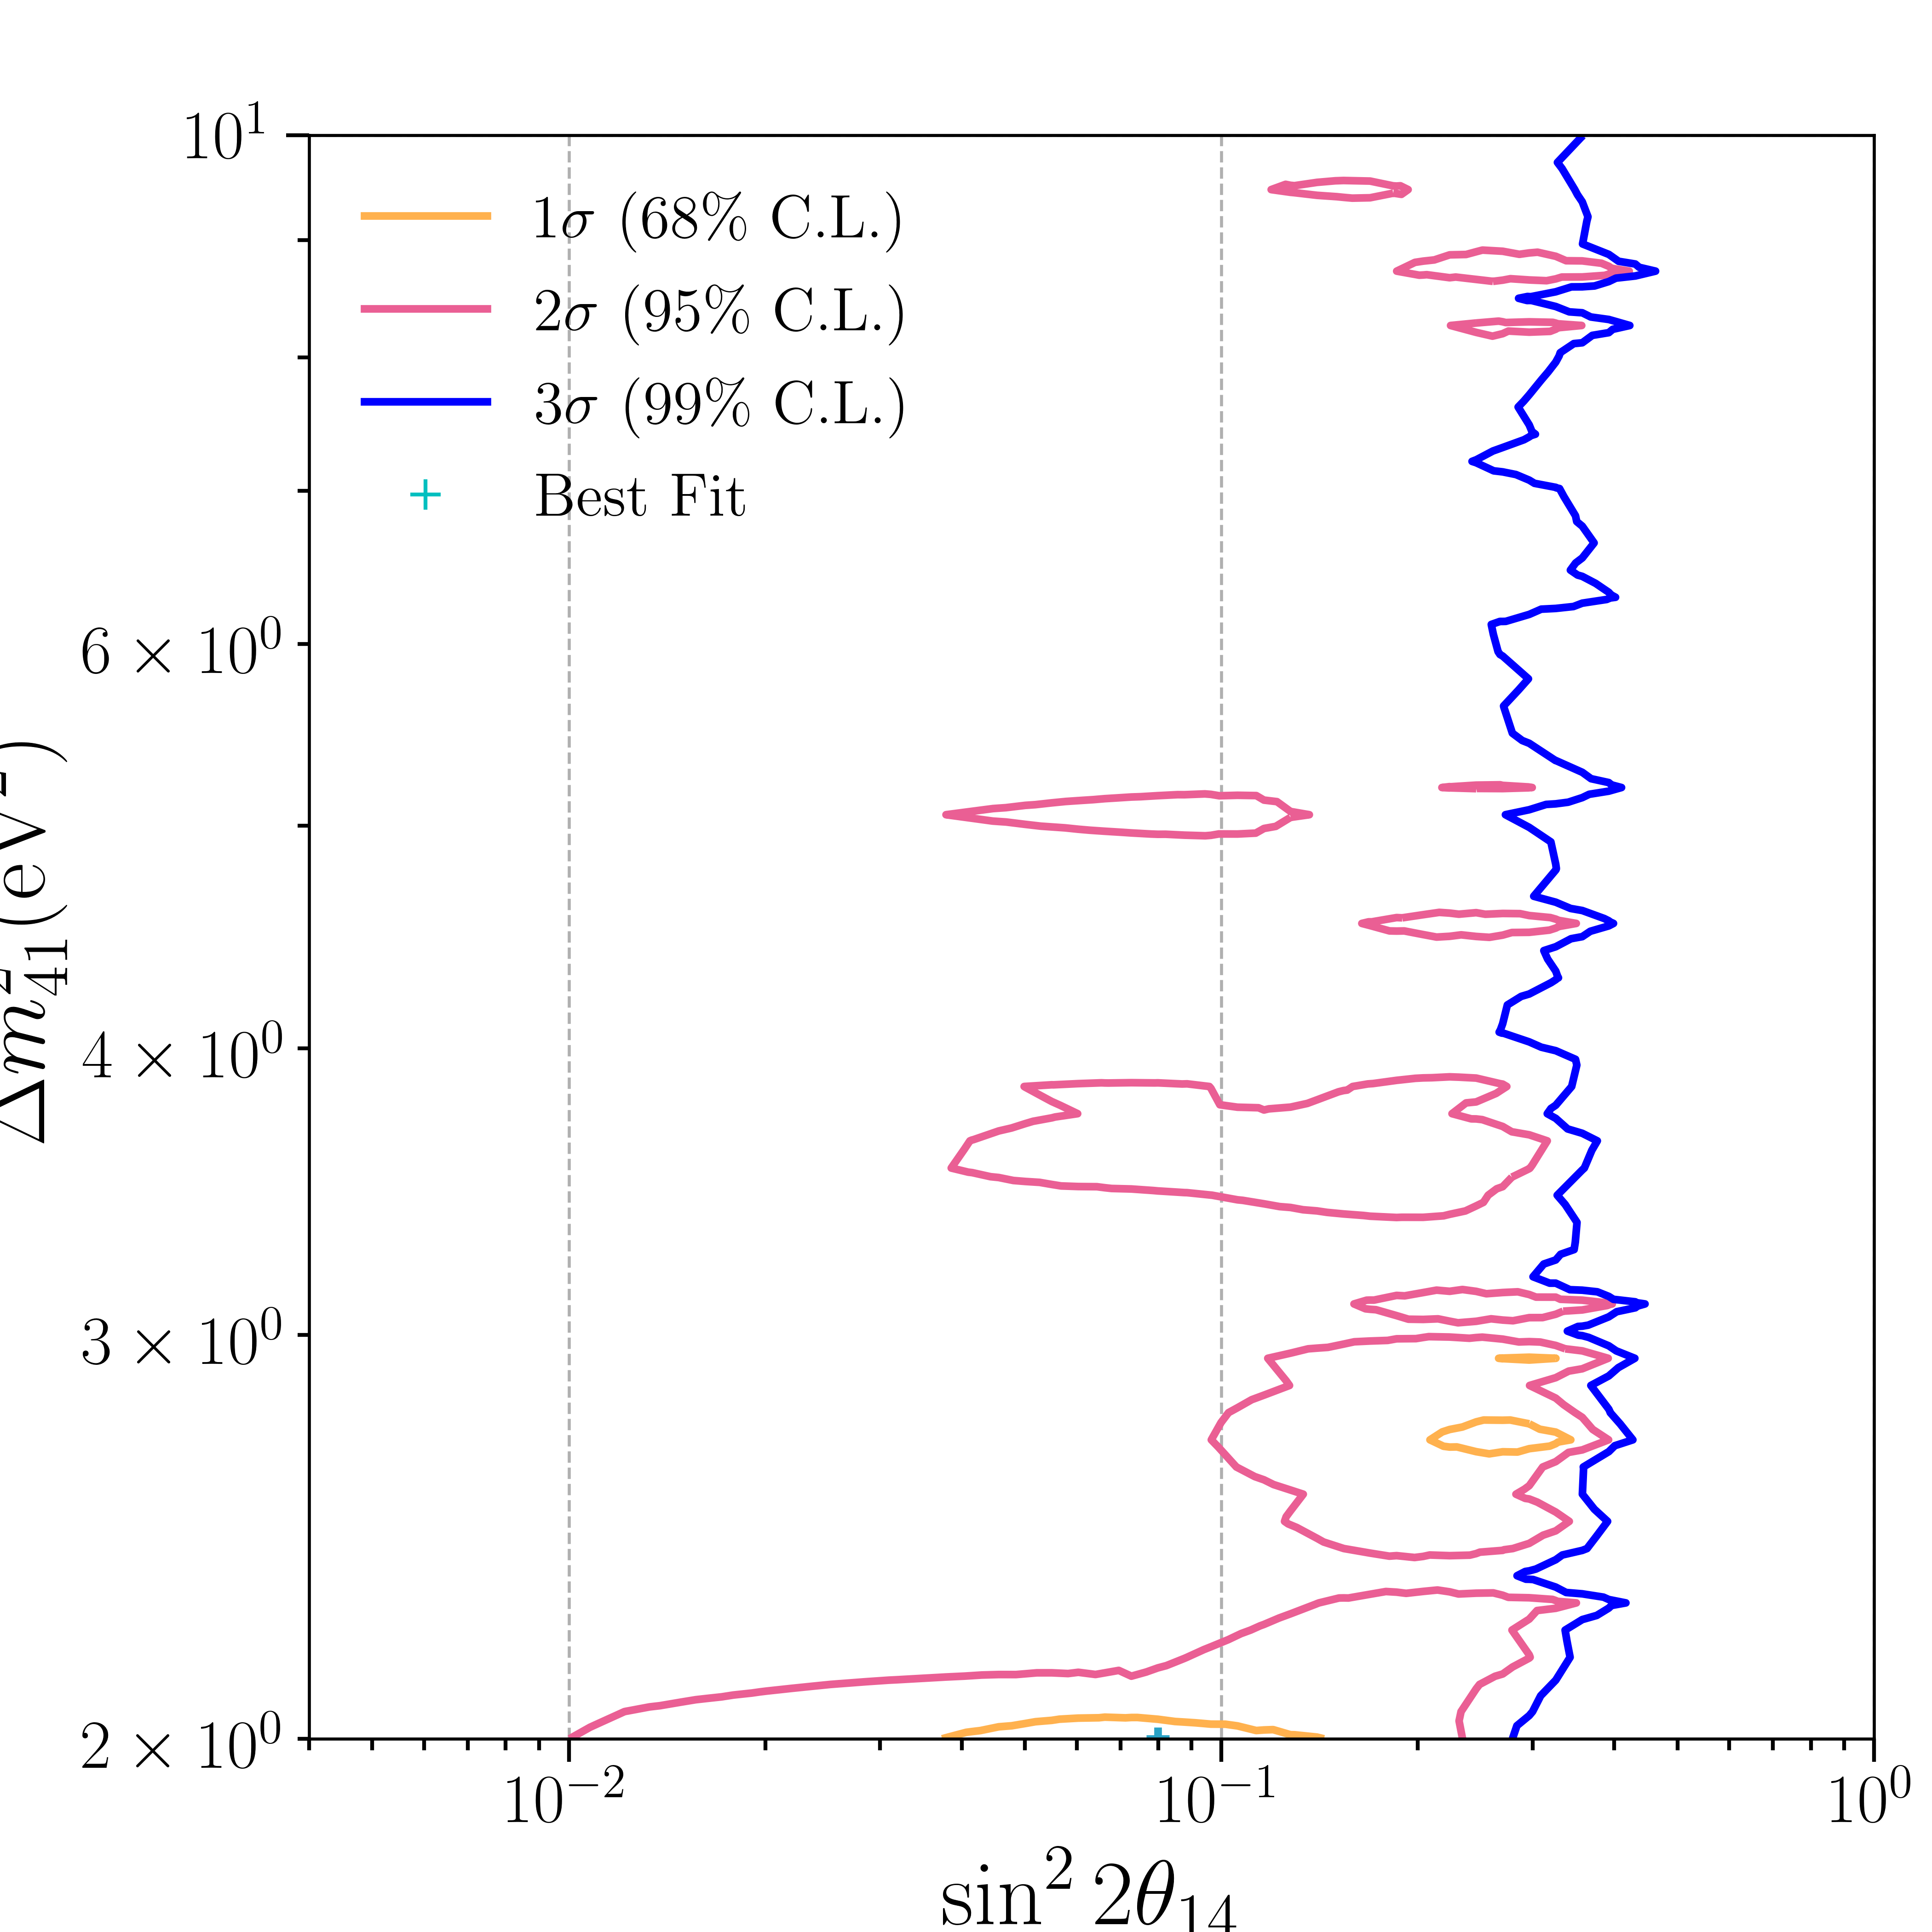 10¹
1σ (68% C.L.)
2σ (95% C.L.)
3σ (99% C.L.)
Best Fit
6 × 10⁰
4 × 10⁰
3 × 10⁰
2 × 10⁰
Δm²₄₁(eV²)
10⁻² 10⁻¹ 10⁰
sin² 2θ₁₄